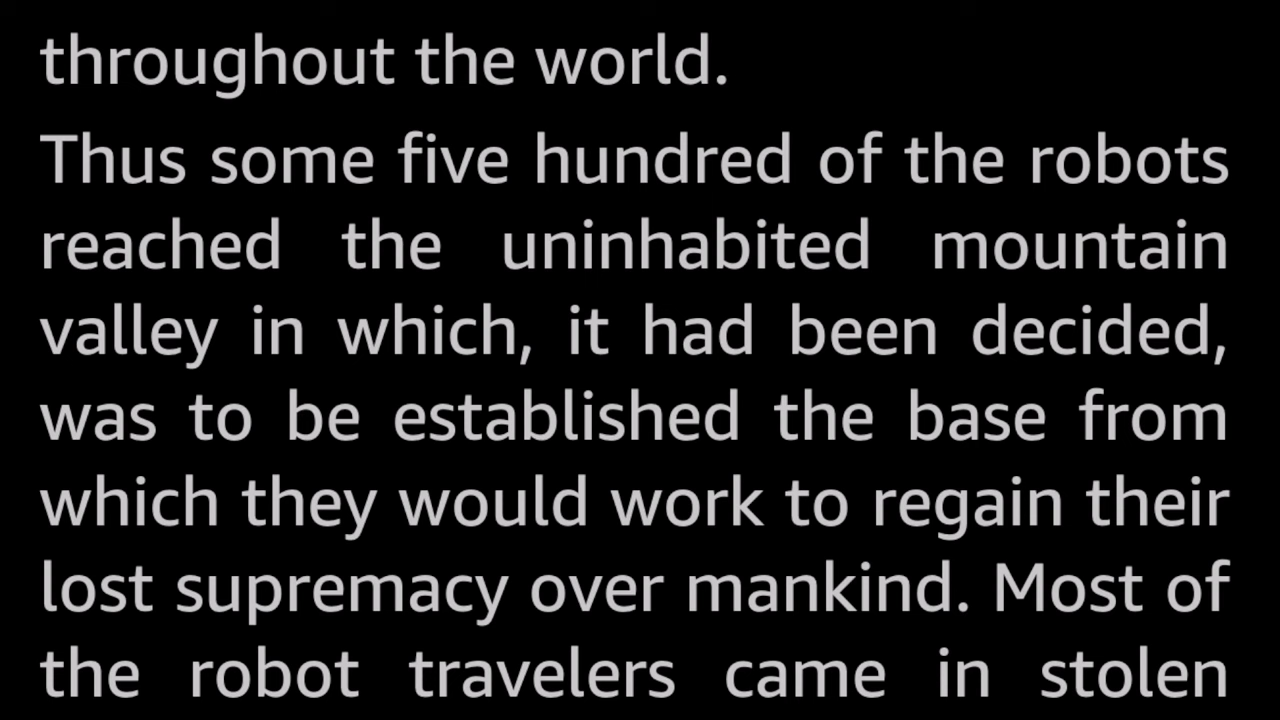 throughout the world.
Thus some five hundred of the robots
reached the uninhabited mountain
valley in which, it had been decided,
was to be established the base from
which they would work to regain their
lost supremacy over mankind. Most of
the robot travelers came in stolen